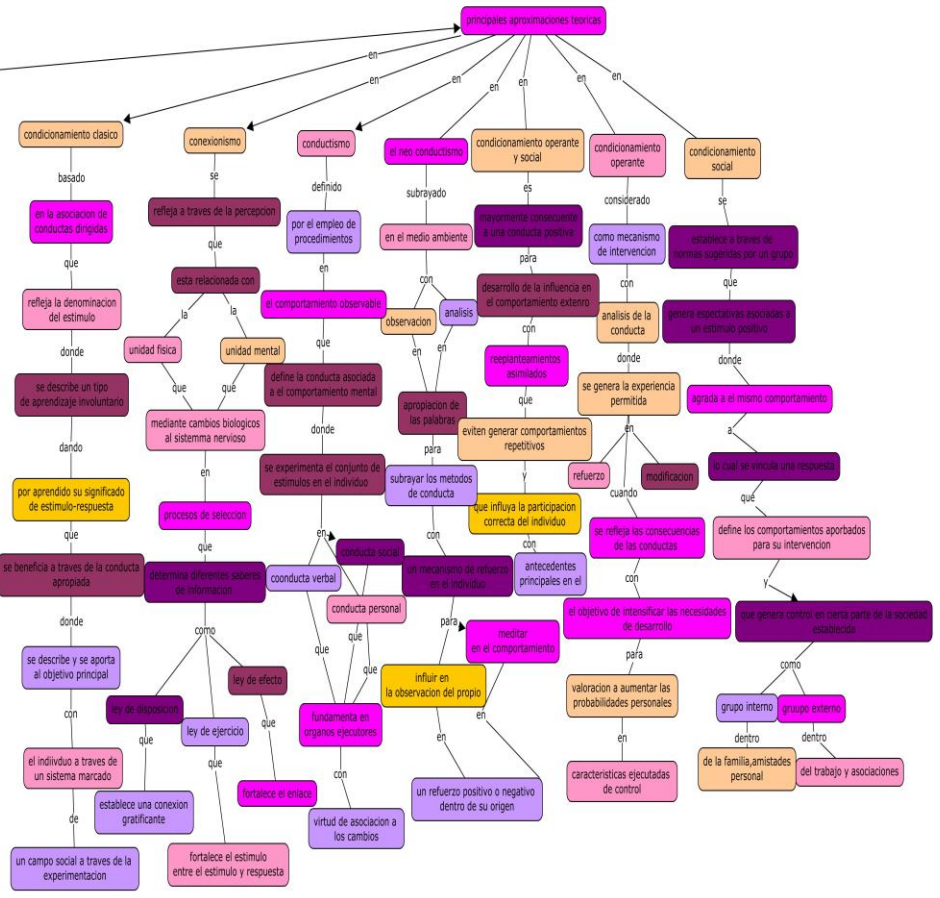 principales aproximaciones teoricas
en
en
en
en
en
en
en
condicionamiento clasico
basado
en la asociacion de
conductas dirigidas
que
refleja la denominacion
del estimulo
donde
se describe un tipo
de aprendizaje involuntario
dando
por aprendido su significado
de estimulo-respuesta
que
se beneficia a traves de la conducta
apropiada
donde
se describe y se aporta
al objetivo principal
con
el indiivduo a traves de
un sistema marcado
de
un campo social a traves de la
experimentacion
conexionismo
se
refleja a traves de la percepcion
que
esta relacionada con
la
la
unidad fisica
unidad mental
que
que
mediante cambios biologicos
al sistemma nervioso
en
procesos de seleccion
que
determina diferentes saberes
de informacion
como
ley de disposicion
que
establece una conexion
gratificante
ley de ejercicio
que
fortalece el estimulo
entre el estimulo y respuesta
ley de efecto
que
fortalece el enlace
conductismo
definido
por el empleo de
procedimientos
en
el comportamiento observable
que
define la conducta asociada
a el comportamiento mental
donde
se experimenta el conjunto de
estimulos en el individuo
en
coonducta verbal
conducta social
conducta personal
que
que
que
fundamenta en
organos ejecutores
con
virtud de asociacion a
los cambios
el neo conductismo
subrayado
en el medio ambiente
con
observacion
analisis
en
en
apropiacion de
las palabras
para
subrayar los metodos
de conducta
con
un mecanismo de refuerzo
en el individuo
para
meditar
en el comportamiento
influir en
la observacion del propio
en
en
un refuerzo positivo o negativo
dentro de su origen
condicionamiento operante
y social
es
mayormente consecuente
a una conducta positiva
para
desarrollo de la influencia en
el comportamiento extenro
con
reeplanteamientos
asimilados
que
eviten generar comportamientos
repetitivos
y
que influya la participacion
correcta del individuo
con
antecedentes
principales en el
condicionamiento
operante
considerado
como mecanismo
de intervencion
con
analisis de la
conducta
donde
se genera la experiencia
permitida
en
refuerzo
modificacion
cuando
se refleja las consecuencias
de las conductas
con
el objetivo de intensificar las necesidades
de desarrollo
para
valoracion a aumentar las
probabilidades personales
en
caracteristicas ejecutadas
de control
condicionamiento
social
se
establece a traves de
normas sugeridas por un grupo
que
genera espectativas asociadas a
un estimulo positivo
donde
agrada a el mismo comportamiento
a
lo cual se vincula una respuesta
que
define los comportamientos aporbados
para su intervencion
y
que genera control en cierta parte de la sociedad
establecida
como
grupo interno
gruupo externo
dentro
dentro
de la familia,amistades
personal
del trabajo y asociaciones